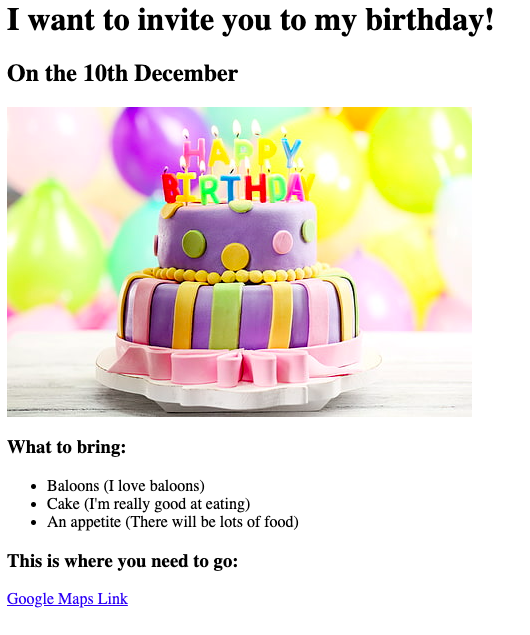 I want to invite you to my birthday!
On the 10th December
HAPPY
BIRTHDAY
What to bring:
Baloons (I love baloons)
Cake (I'm really good at eating)
An appetite (There will be lots of food)
This is where you need to go:
Google Maps Link